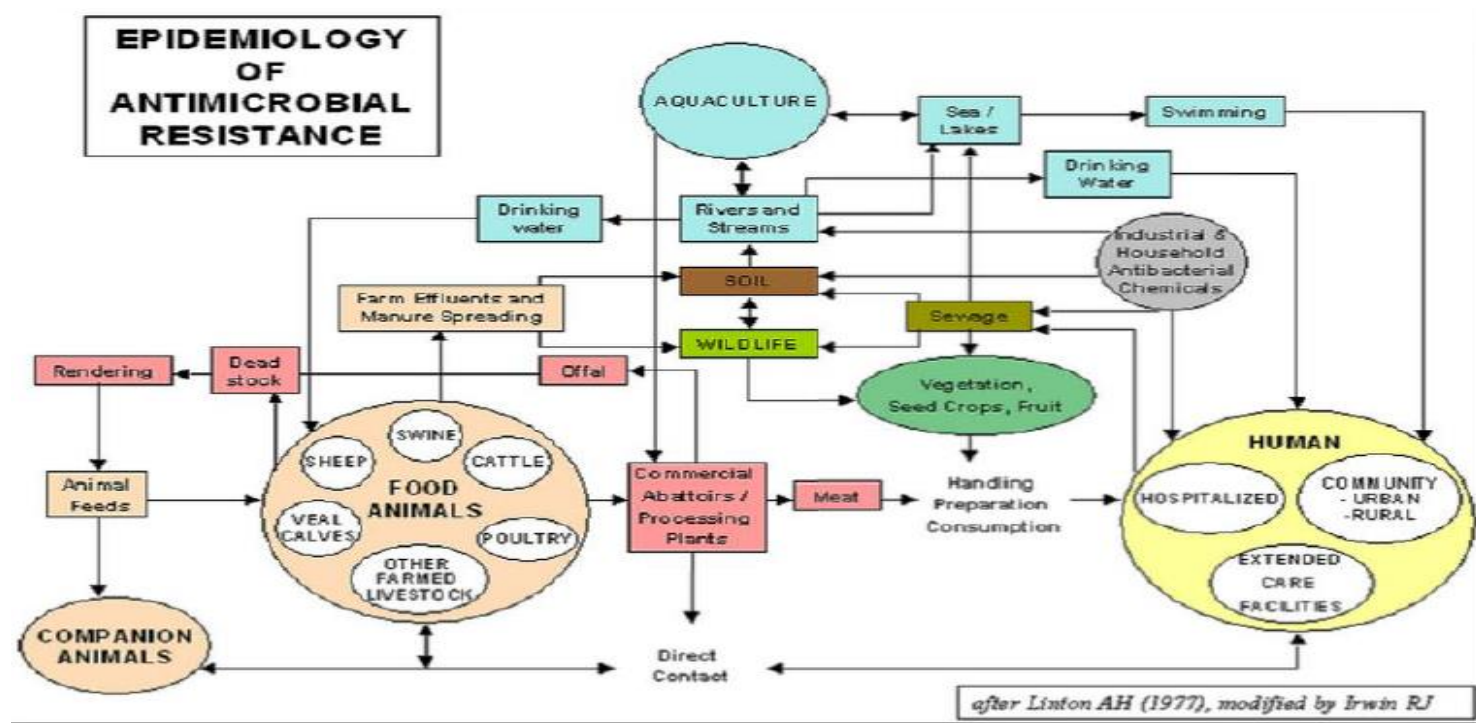 EPIDEMIOLOGY
OF
ANTIMICROBIAL
RESISTANCE
AQUACULTURE
Sea /
Lakes
Swimming
Drinking
Water
Drinking
water
Rivers and
Streams
Industrial &
Household
Antibacterial
Chemicals
SOIL
Farm Effluents and
Manure Spreading
Sewage
WILDLIFE
Rendering
Dead
stock
Offal
Vegetation,
Seed Crops, Fruit
SWINE
SHEEP
CATTLE
FOOD
ANIMALS
VEAL
CALVES
POULTRY
OTHER
FARMED
LIVESTOCK
Animal
Feeds
Commercial
Abattoirs /
Processing
Plants
Meat
Handling
Preparation
Consumption
HUMAN
HOSPITALIZED
COMMUNITY
- URBAN
-RURAL
EXTENDED
CARE
FACILITIES
COMPANION
ANIMALS
Direct
Contact
after Linton AH (1977), modified by Irwin RJ